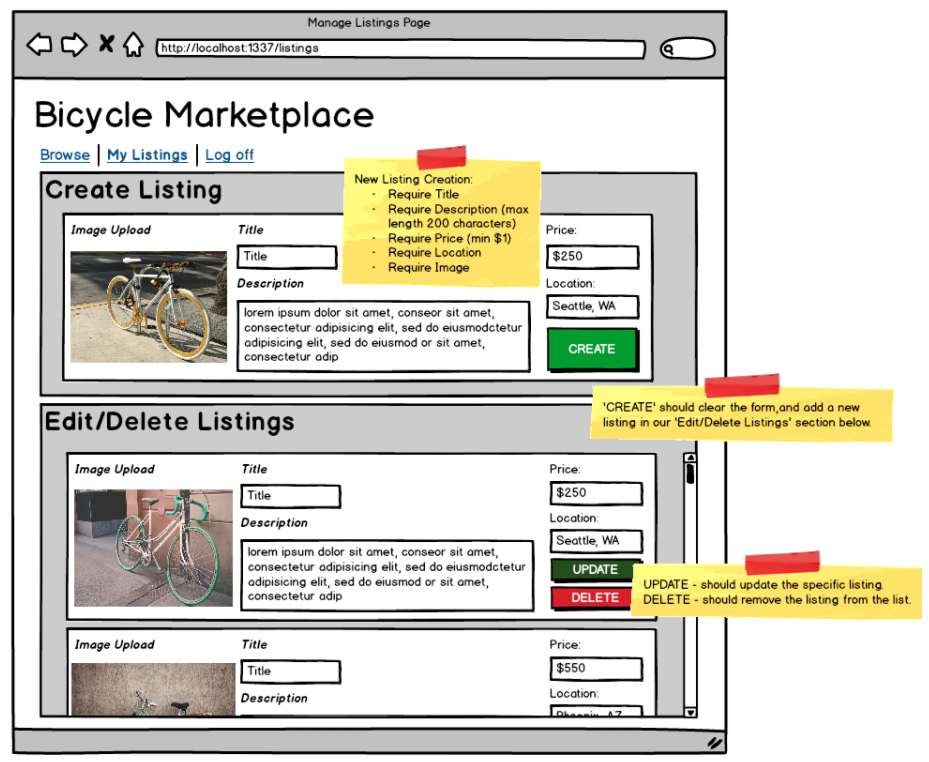 Manage Listings Page
http://localhost:1337/listings
Bicycle Marketplace
Browse | My Listings | Log off
New Listing Creation:
· Require Title
· Require Description (max
length 200 characters)
· Require Price (min $1)
· Require Location
· Require Image
Create Listing
Image Upload
Title
Title
Description
lorem ipsum dolor sit amet, conseor sit amet,
consectetur adipisicing elit, sed do eiusmodctetur
adipisicing elit, sed do eiusmod or sit amet,
consectetur adip
Price:
$250
Location:
Seattle, WA
CREATE
'CREATE' should clear the form,and add a new
listing in our 'Edit/Delete Listings' section below.
Edit/Delete Listings
Image Upload
Title
Title
Description
lorem ipsum dolor sit amet, conseor sit amet,
consectetur adipisicing elit, sed do eiusmodctetur
adipisicing elit, sed do eiusmod or sit amet,
consectetur adip
Price:
$250
Location:
Seattle, WA
UPDATE
DELETE
UPDATE - should update the specific listing.
DELETE - should remove the listing from the list.
Image Upload
Title
Title
Description
Price:
$550
Location:
Phoenix, AZ